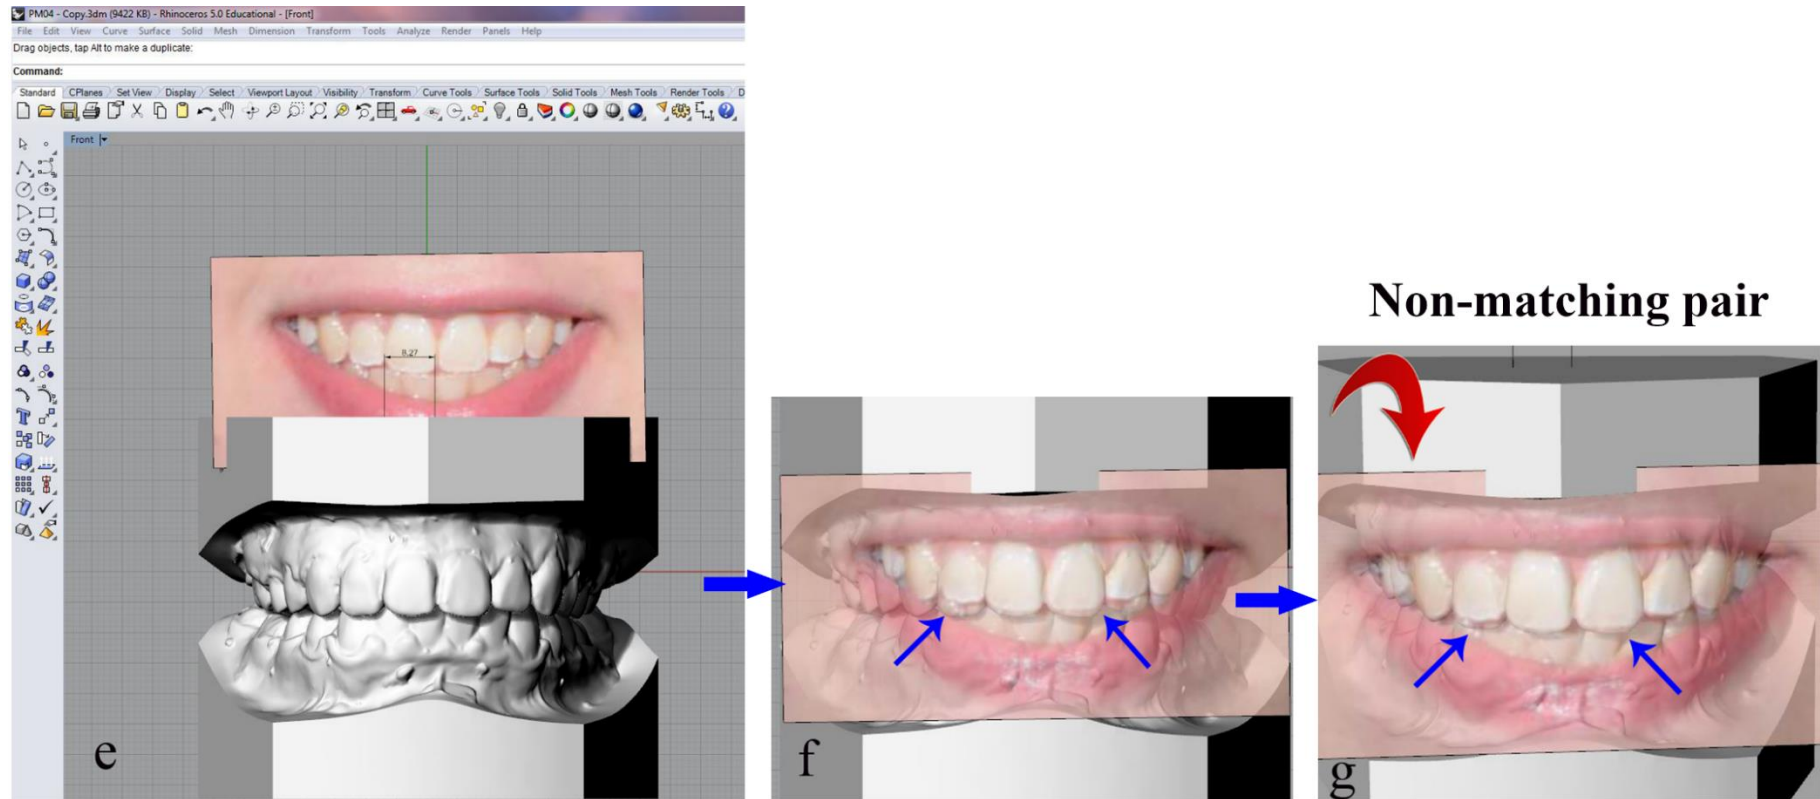 PM04 - Copy.3dm (9422 KB) - Rhinoceros 5.0 Educational - [Front]
File Edit View Curve Surface Solid Mesh Dimension Transform Tools Analyze Render Panels Help
Drag objects, tap Alt to make a duplicate:
Command:
Standard CPlanes Set View Display Select Viewport Layout Visibility Transform Curve Tools Surface Tools Solid Tools Mesh Tools Render Tools D
Front
8.27
Non-matching pair
e
f
g